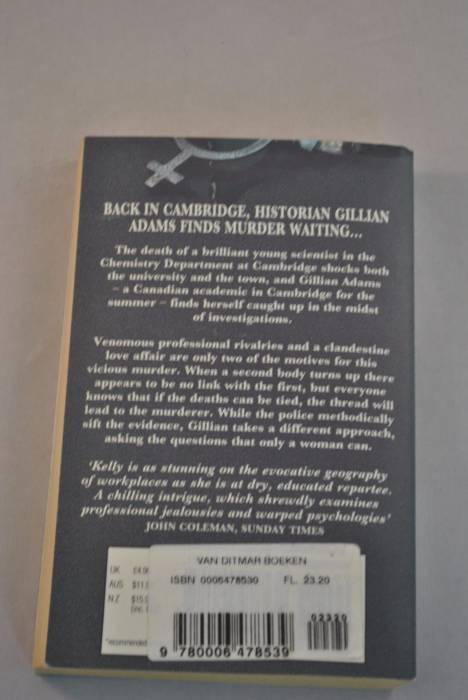 BACK IN CAMBRIDGE, HISTORIAN GILLIAN
ADAMS FINDS MURDER WAITING...
The death of a brilliant young scientist in the
Chemistry Department at Cambridge shocks both
the university and the town, and Gillian Adams
– a Canadian academic in Cambridge for the
summer – finds herself caught up in the midst
of investigations.
Venomous professional rivalries and a clandestine
love affair are only two of the motives for this
vicious murder. When a second body turns up there
appears to be no link with the first, but everyone
knows that if the deaths can be tied, the thread will
lead to the murderer. While the police methodically
sift the evidence, Gillian takes a different approach,
asking the questions that only a woman can.
'Kelly is as stunning on the evocative geography
of workplaces as she is at dry, educated repartee.
A chilling intrigue, which shrewdly examines
professional jealousies and warped psychologies'
JOHN COLEMAN, SUNDAY TIMES
VAN DITMAR BOEKEN
UK
ISBN 0006478530 FL. 23.20
AUS
NZ
02320
9 780006 478539